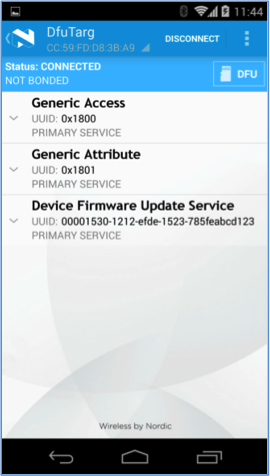 11:44
DfuTarg
CC:59:FD:D8:3B:A9
DISCONNECT
Status: CONNECTED
NOT BONDED
DFU
Generic Access
UUID: 0x1800
PRIMARY SERVICE
Generic Attribute
UUID: 0x1801
PRIMARY SERVICE
Device Firmware Update Service
UUID: 00001530-1212-efde-1523-785feabcd123
PRIMARY SERVICE
Wireless by Nordic